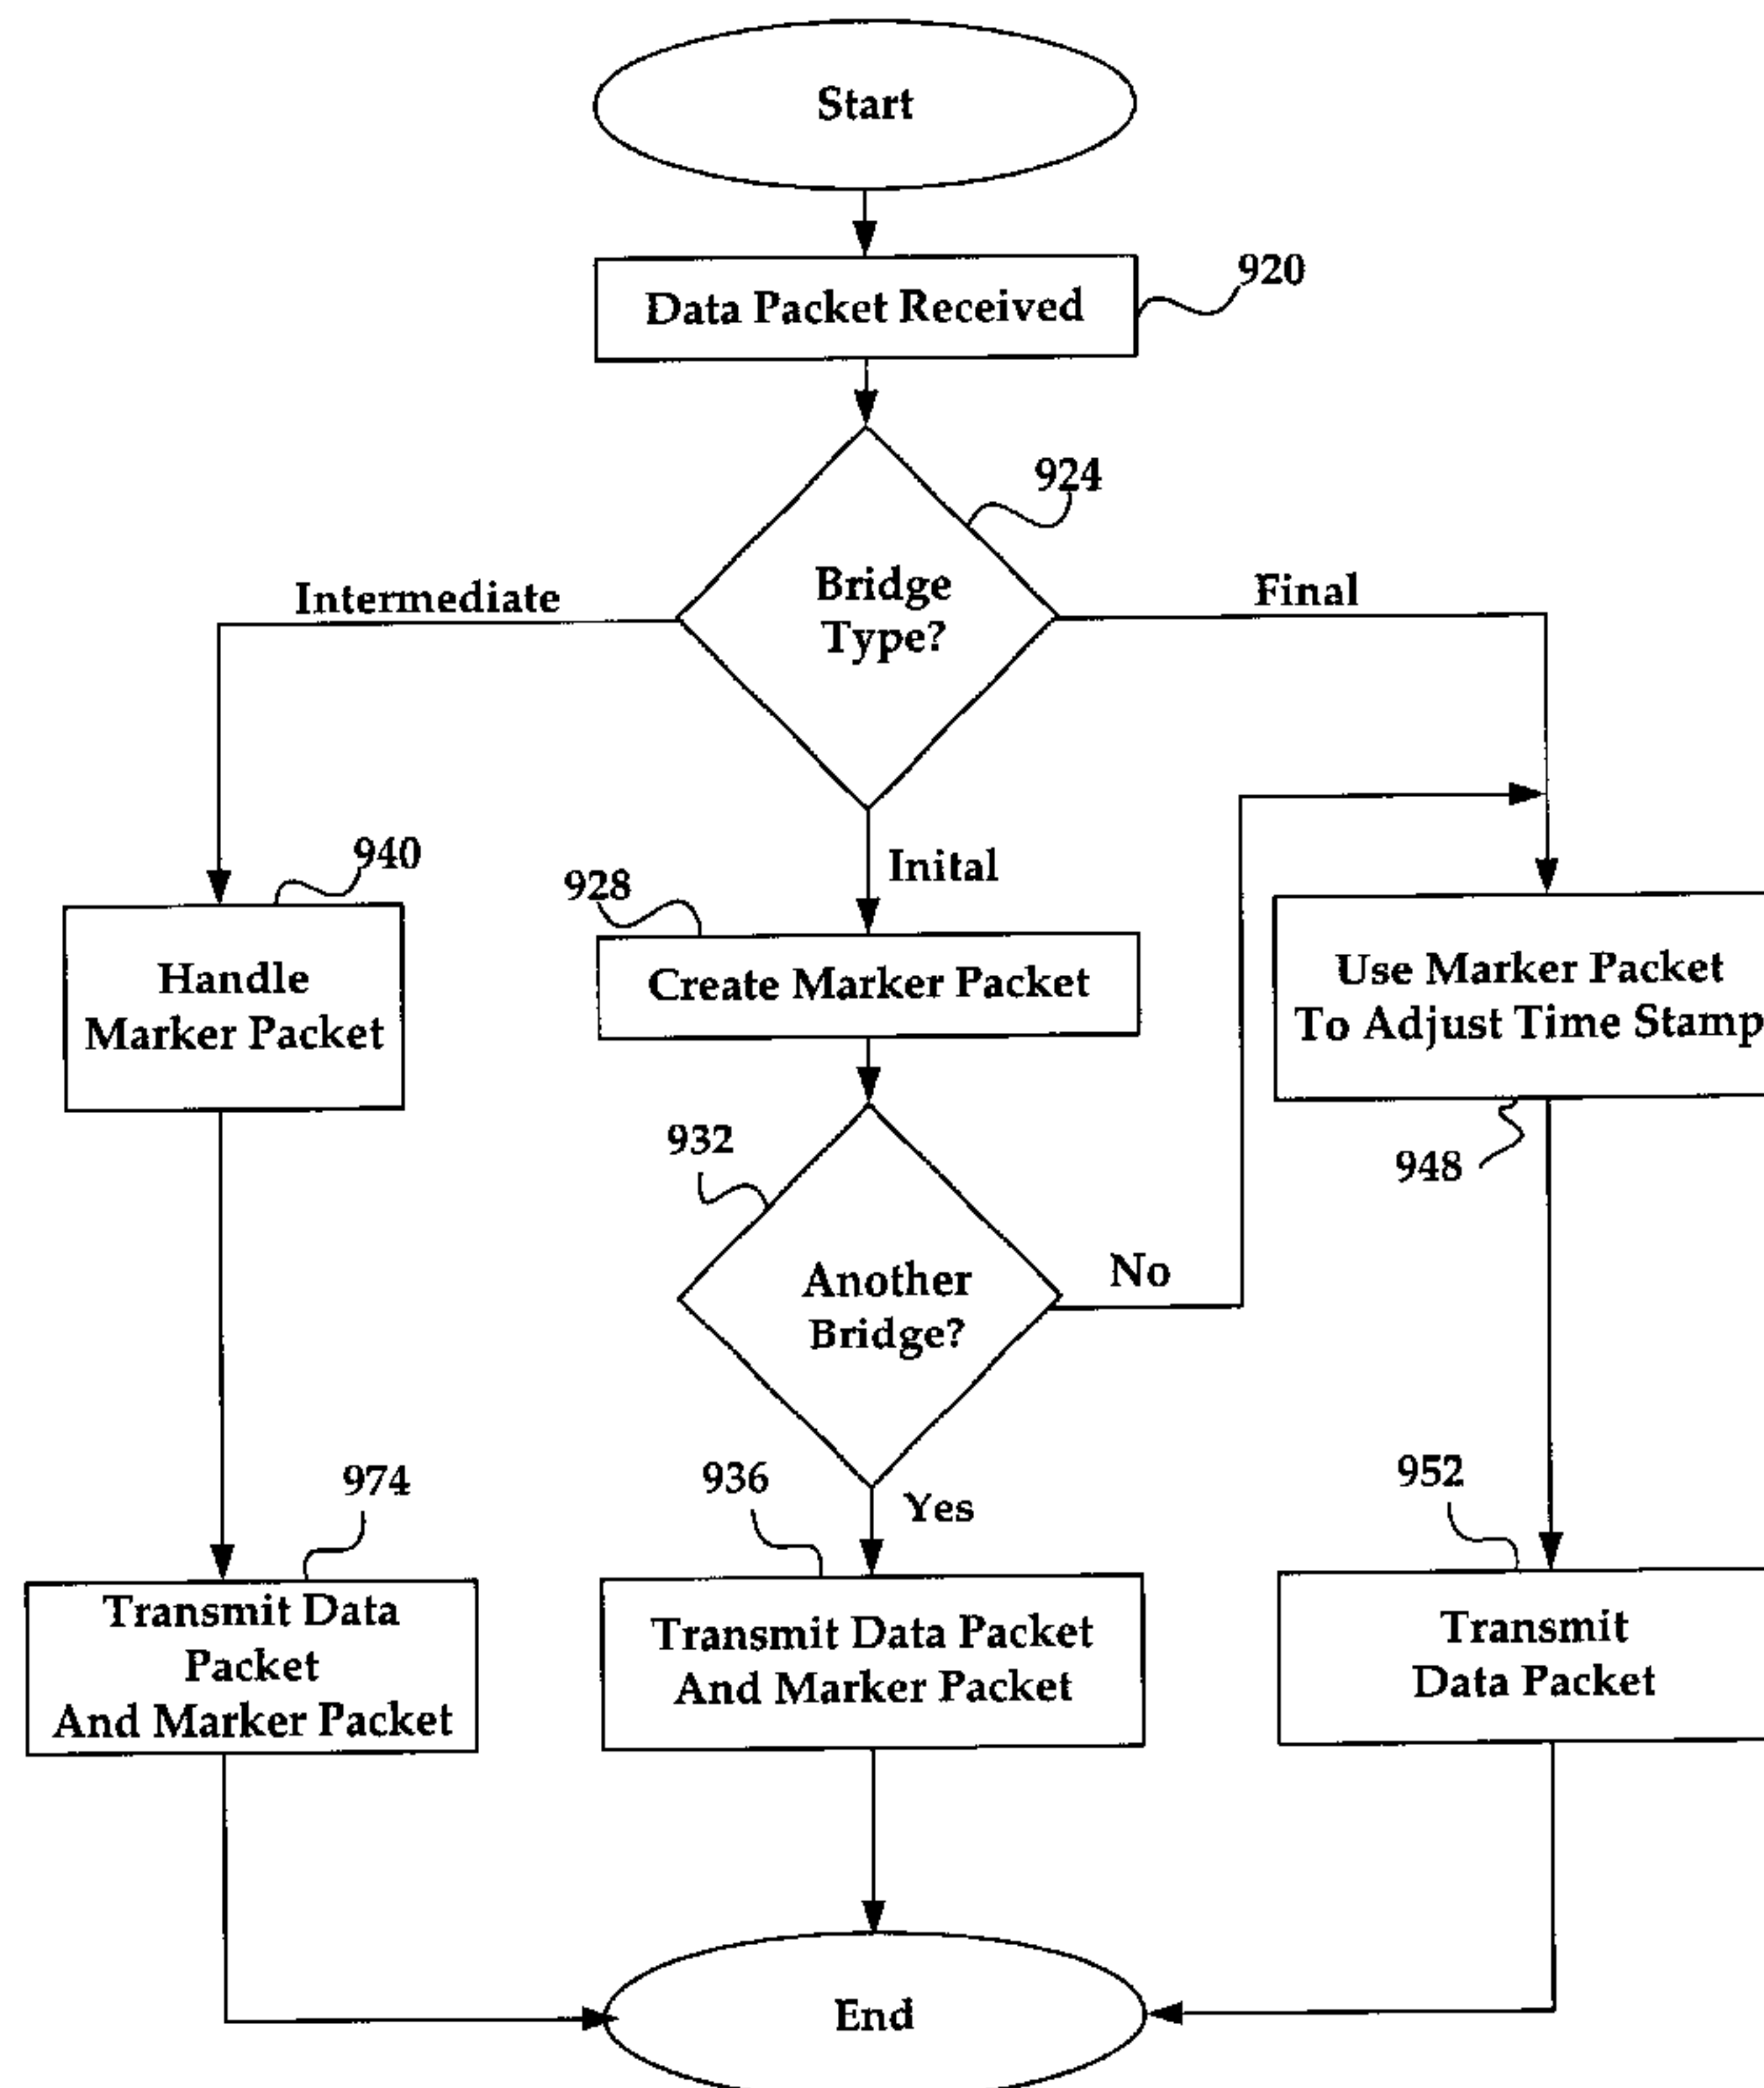 Start
Data Packet Received
920
924
Bridge
Type?
Intermediate
Final
Inital
940
928
Handle
Marker Packet
Create Marker Packet
Use Marker Packet
To Adjust Time Stamp
932
948
Another
Bridge?
No
Yes
974
936
952
Transmit Data
Packet
And Marker Packet
Transmit Data Packet
And Marker Packet
Transmit
Data Packet
End